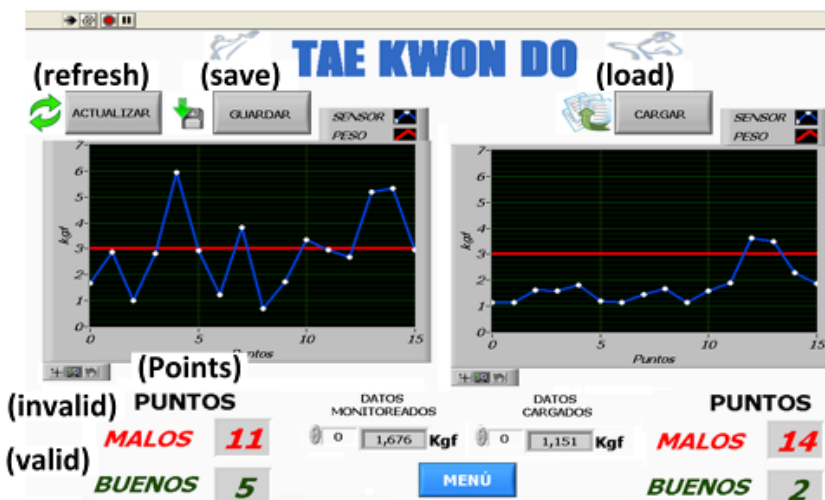 TAE KWON DO
(refresh) (save) (load)
ACTUALIZAR GUARDAR SENSOR PESO CARGAR SENSOR PESO
7 6 5 4 3 2 1 0
kgf
0 5 10 15
Puntos
7 6 5 4 3 2 1 0
kgf
0 5 10 15
Puntos
(Points)
(invalid) PUNTOS DATOS MONITOREADOS DATOS CARGADOS PUNTOS
MALOS 11 0 1,676 Kgf 0 1,151 Kgf MALOS 14
(valid)
BUENOS 5 MENÚ BUENOS 2